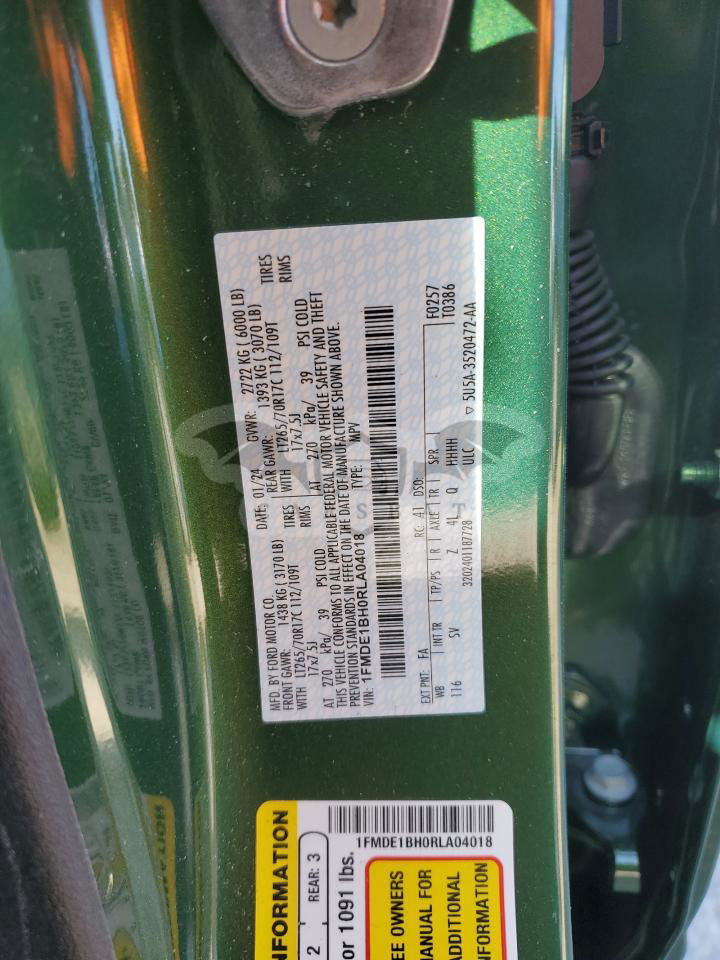 MFD. BY FORD MOTOR CO. DATE: 01/24 GVWR: 2722 KG ( 6000 LB)
FRONT GAWR: 1438 KG ( 3170 LB) REAR GAWR: 1393 KG ( 3070 LB)
WITH LT265/70R17C 112/109T TIRES WITH LT265/70R17C 112/109T TIRES
17x7.5J RIMS 17x7.5J RIMS
AT 270 kPa/ 39 PSI COLD AT 270 kPa/ 39 PSI COLD
THIS VEHICLE CONFORMS TO ALL APPLICABLE FEDERAL MOTOR VEHICLE SAFETY AND THEFT
PREVENTION STANDARDS IN EFFECT ON THE DATE OF MANUFACTURE SHOWN ABOVE.
VIN: 1FMDE1BH0RLA04018 TYPE: MPV
EXT PNT: FA RC: 41 DSO: F0257
WB INT TR TP/PS R AXLE TR SPR T0386
116 SV Z 4L Q HHHH
3202401187728 ULC ▽ 5U5A-3520472-AA
1FMDE1BH0RLA04018
NFORMATION
2 REAR: 3
or 1091 lbs.
EE OWNERS
MANUAL FOR
ADDITIONAL
NFORMATION